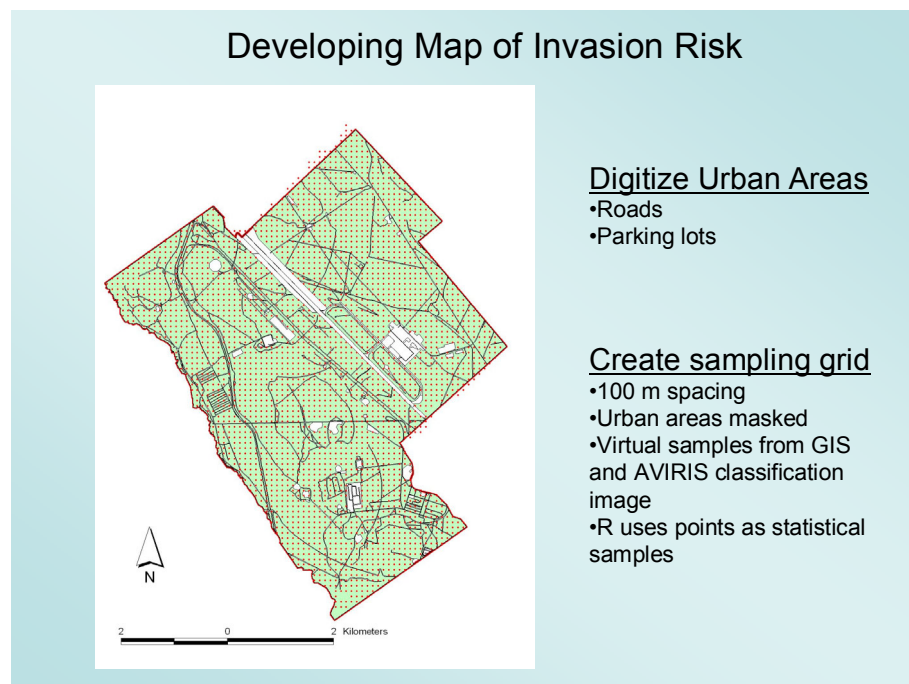 Developing Map of Invasion Risk
Digitize Urban Areas
•Roads
•Parking lots
Create sampling grid
•100 m spacing
•Urban areas masked
•Virtual samples from GIS
and AVIRIS classification
image
•R uses points as statistical
samples
N
2 0 2 Kilometers